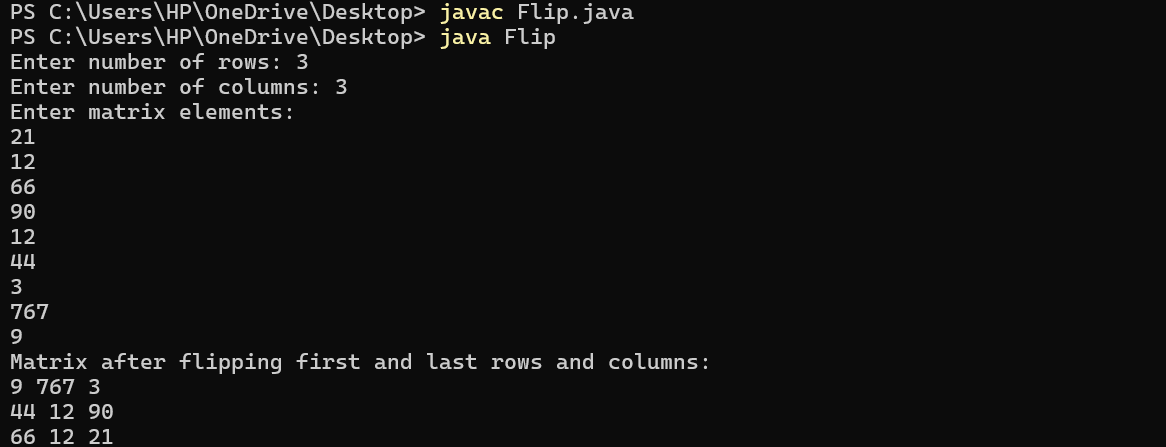 PS C:\Users\HP\OneDrive\Desktop> javac Flip.java
PS C:\Users\HP\OneDrive\Desktop> java Flip
Enter number of rows: 3
Enter number of columns: 3
Enter matrix elements:
21
12
66
90
12
44
3
767
9
Matrix after flipping first and last rows and columns:
9 767 3
44 12 90
66 12 21